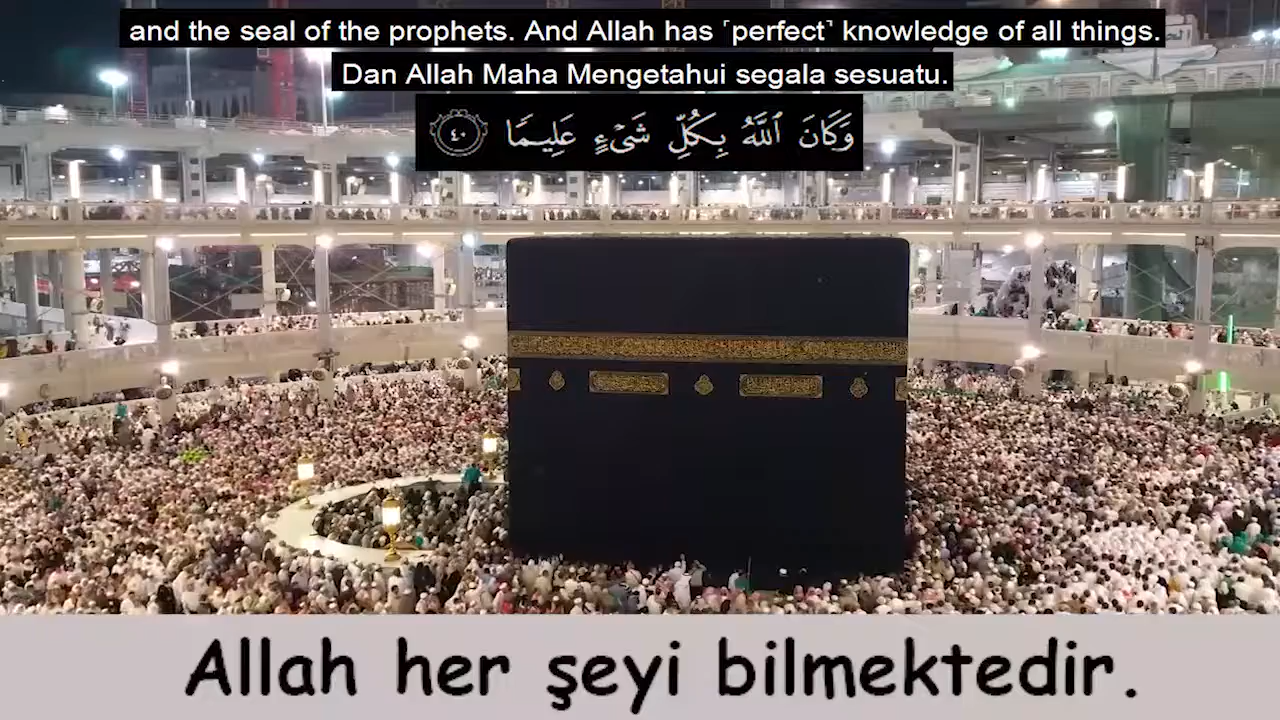 and the seal of the prophets. And Allah has ˹perfect˺ knowledge of all things.
Dan Allah Maha Mengetahui segala sesuatu.
وَكَانَ ٱللَّهُ بِكُلِّ شَىْءٍ عَلِيمًا ٤٠
Allah her şeyi bilmektedir.